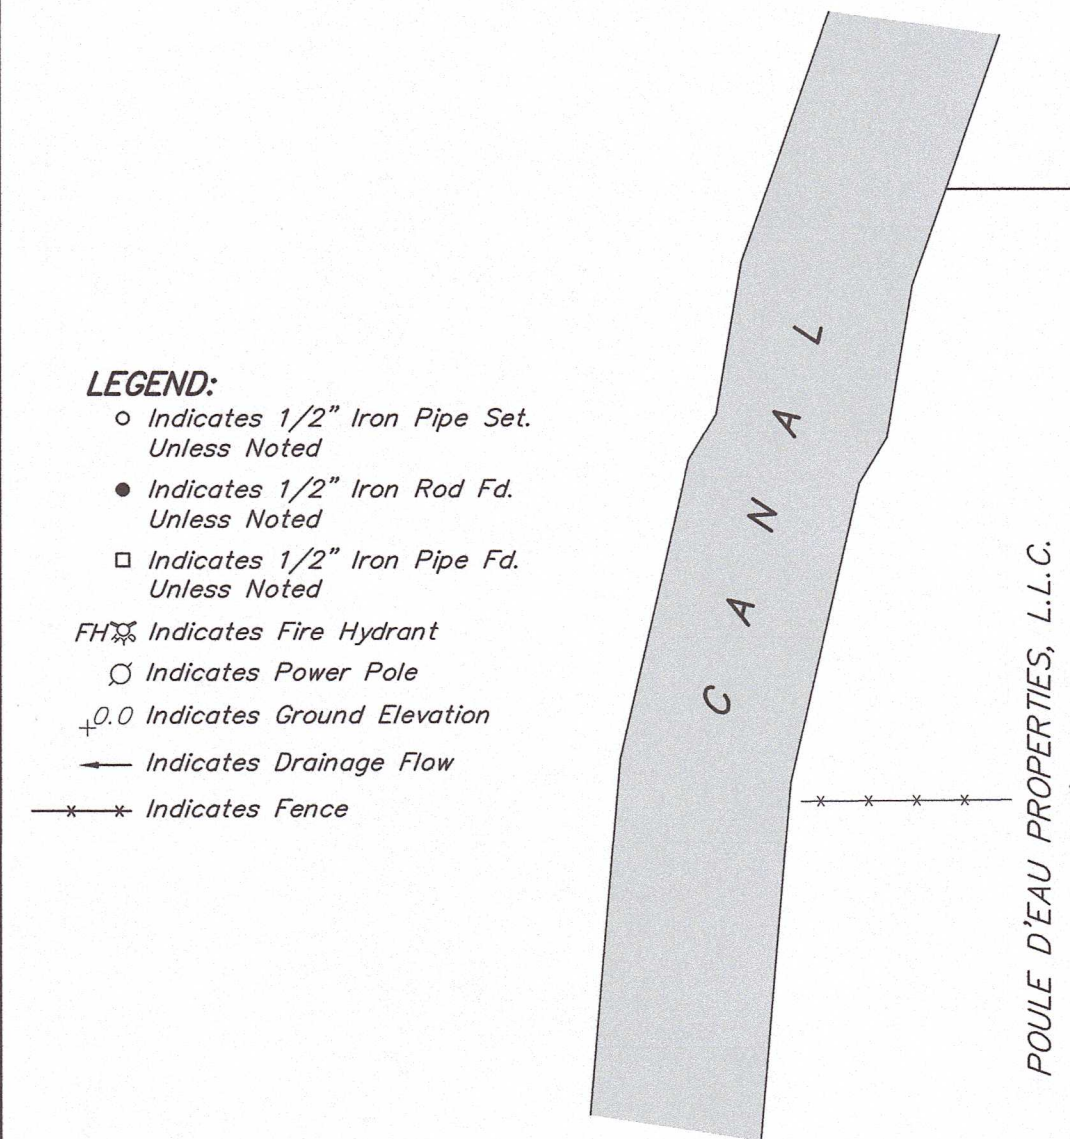 LEGEND:
Indicates 1/2" Iron Pipe Set.
Unless Noted
Indicates 1/2" Iron Rod Fd.
Unless Noted
Indicates 1/2" Iron Pipe Fd.
Unless Noted
FH Indicates Fire Hydrant
Indicates Power Pole
+0.0 Indicates Ground Elevation
Indicates Drainage Flow
Indicates Fence
CANAL
POULE D'EAU PROPERTIES, L.L.C.